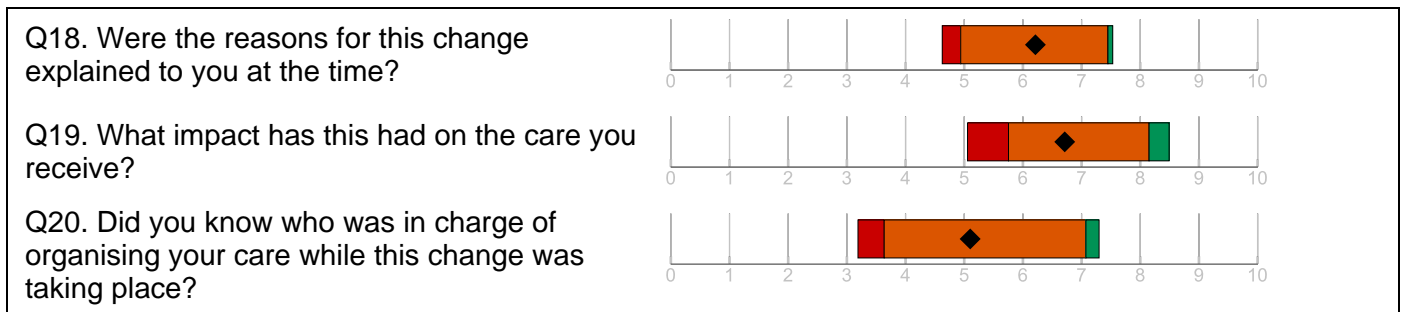 Q18. Were the reasons for this change
explained to you at the time?
0 1 2 3 4 5 6 7 8 9 10
Q19. What impact has this had on the care you
receive?
0 1 2 3 4 5 6 7 8 9 10
Q20. Did you know who was in charge of
organising your care while this change was
taking place?
0 1 2 3 4 5 6 7 8 9 10